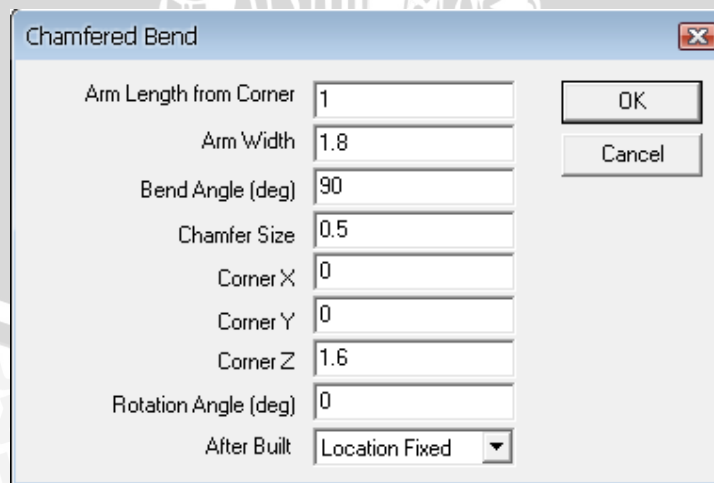 Chamfered Bend
Arm Length from Corner 1
OK
Arm Width 1.8
Cancel
Bend Angle (deg) 90
Chamfer Size 0.5
Corner X 0
Corner Y 0
Corner Z 1.6
Rotation Angle (deg) 0
After Built Location Fixed